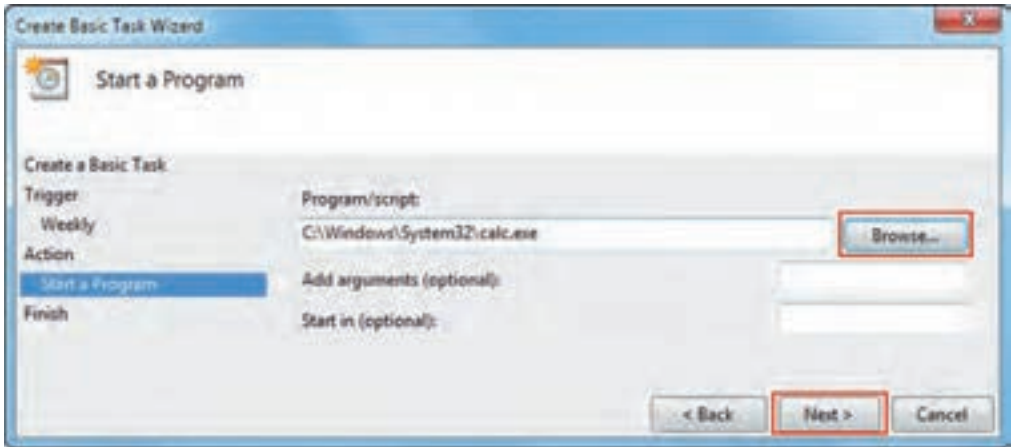 Create Basic Task Wizard
Start a Program
Create a Basic Task
Trigger
Weekly
Action
Start a Program
Finish
Program/script:
C:\Windows\System32\calc.exe
Browse...
Add arguments (optional):
Start in (optional):
< Back
Next >
Cancel